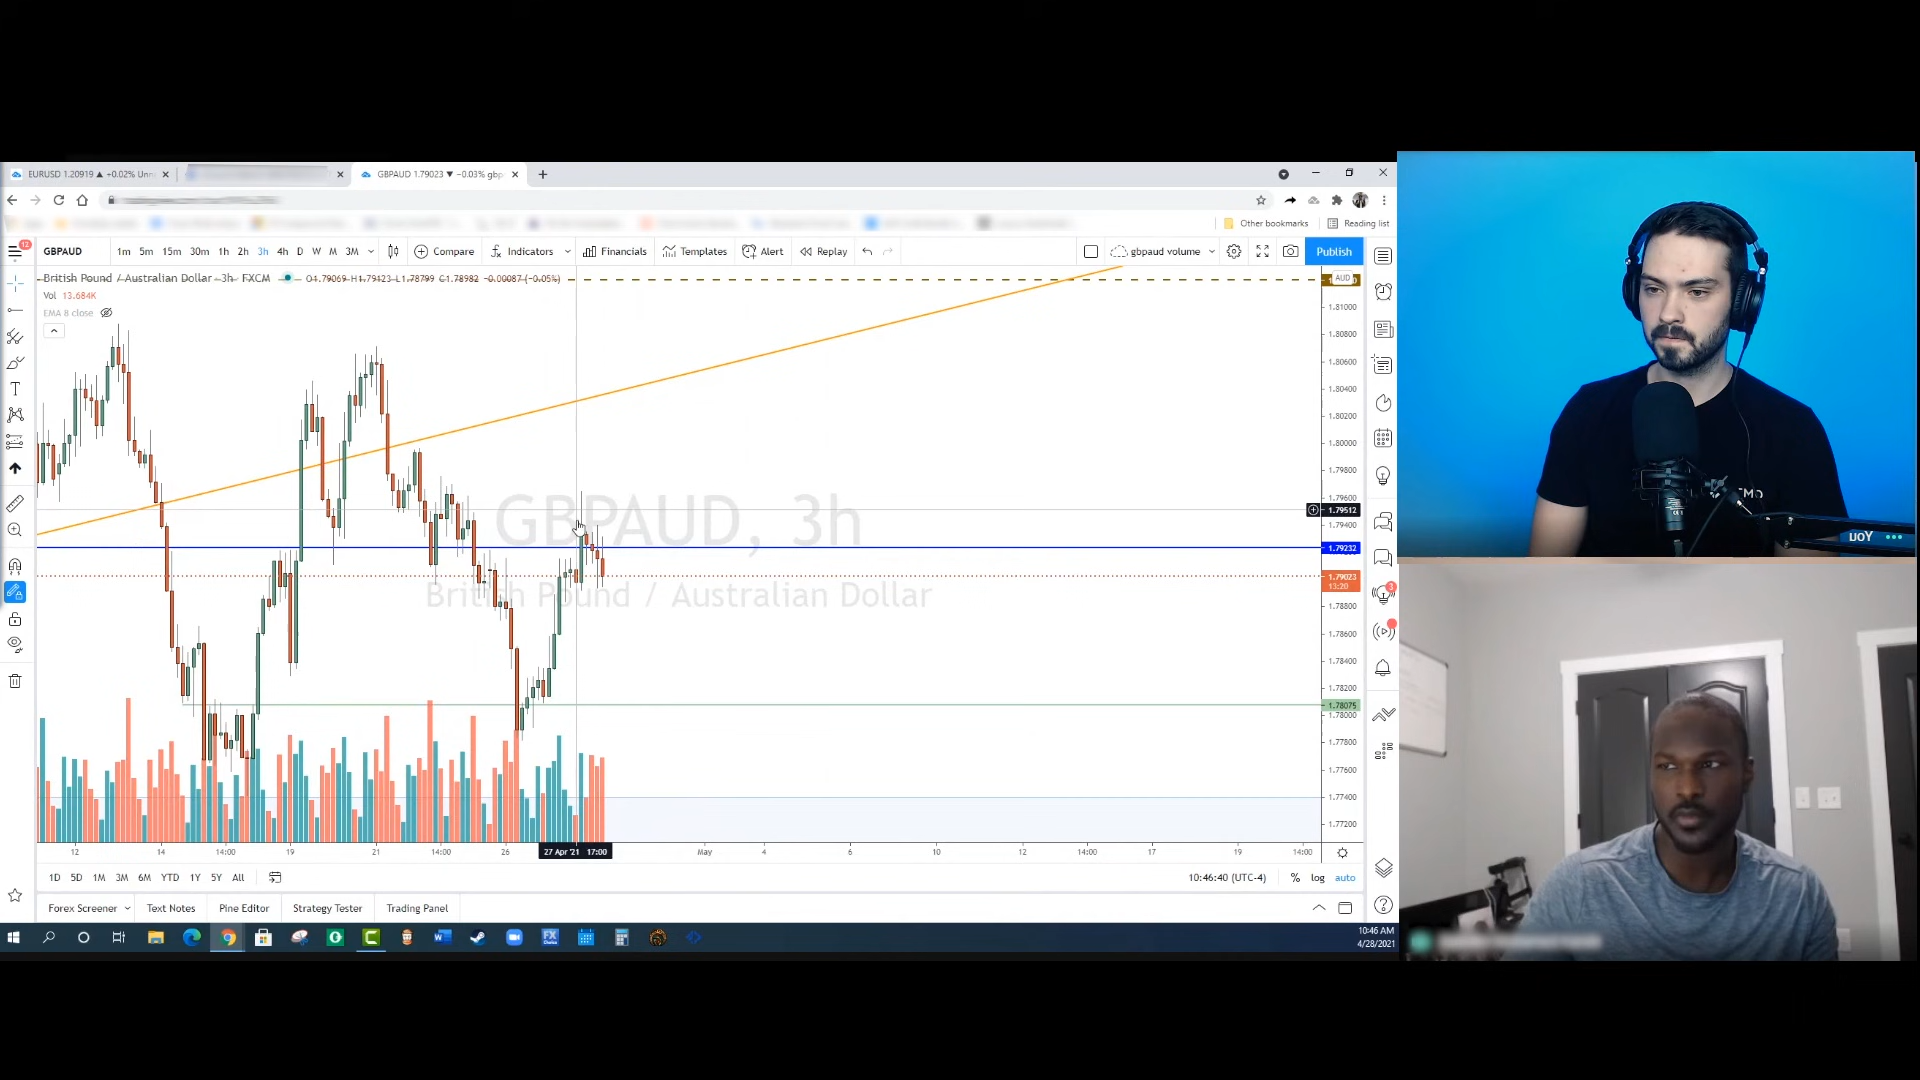 EURUSD 1.20919 ▲ +0.02% Unn
GBPAUD 1.79023 ▼ −0.03% gbp
Other bookmarks
Reading list
12
GBPAUD 1m 5m 15m 30m 1h 2h 3h 4h D W M 3M Compare Indicators Financials Templates Alert Replay gbpaud volume Publish
British Pound / Australian Dollar 3h FXCM O1.79069 H1.79123 L1.78799 C1.78982 −0.00087 (−0.05%)
AUD
Vol 13.684K
EMA 8 close
1.81000
1.80800
1.80600
1.80400
1.80200
1.80000
1.79800
1.79600
1.79512
1.79400
1.79232
1.79023
13:20
1.78800
1.78600
1.78400
1.78200
1.78075
1.78000
1.77800
1.77600
1.77400
1.77200
GBPAUD, 3h
British Pound / Australian Dollar
3
12 14 14:00 19 21 14:00 26 27 Apr '21 17:00 May 4 6 10 12 14:00 17 19 14:00
1D 5D 1M 3M 6M YTD 1Y 5Y All 10:46:40 (UTC-4) % log auto
Forex Screener Text Notes Pine Editor Strategy Tester Trading Panel
10:46 AM
4/28/2021